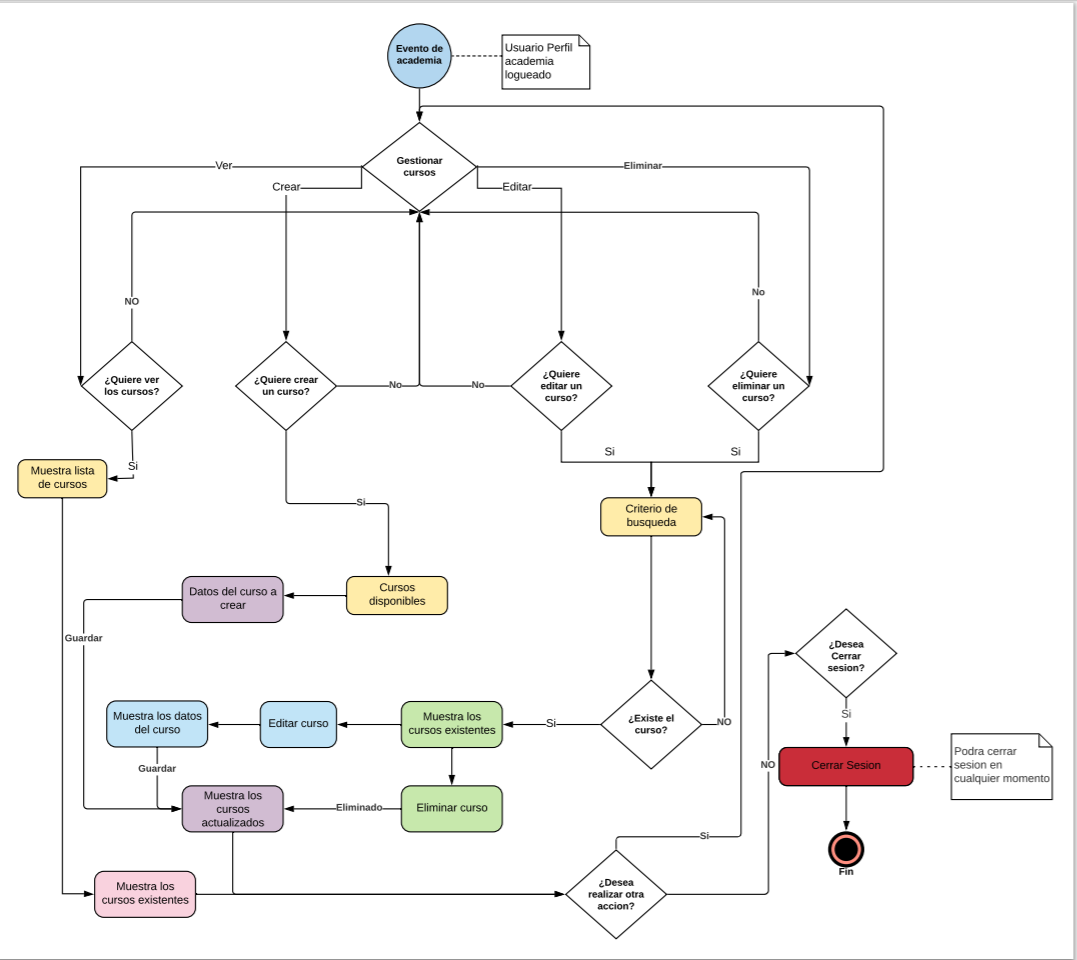 Evento de
academia
Usuario Perfil
academia
logueado
Gestionar
cursos
Ver
Crear
Editar
Eliminar
NO
No
¿Quiere ver
los cursos?
¿Quiere crear
un curso?
No
No
¿Quiere
editar un
curso?
¿Quiere
eliminar un
curso?
Si
Si
Si
Muestra lista
de cursos
Si
Criterio de
busqueda
Datos del curso a
crear
Cursos
disponibles
Guardar
¿Desea
Cerrar
sesion?
Muestra los datos
del curso
Editar curso
Muestra los
cursos existentes
Si
¿Existe el
curso?
NO
Si
Guardar
NO
Cerrar Sesion
Podra cerrar
sesion en
cualquier momento
Muestra los
cursos
actualizados
Eliminado
Eliminar curso
Si
Fin
Muestra los
cursos existentes
¿Desea
realizar otra
accion?